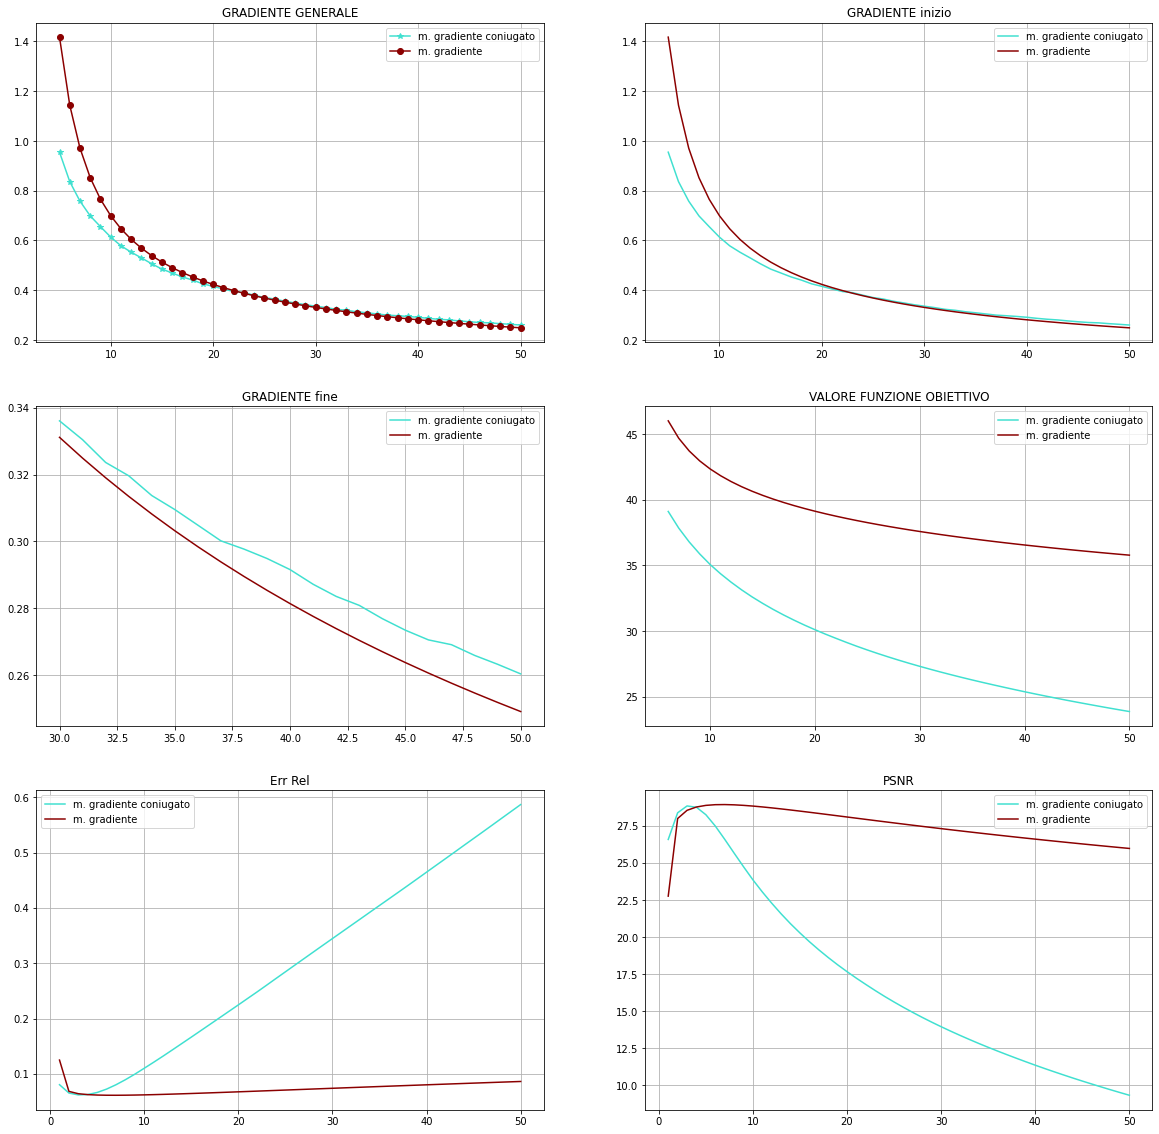 GRADIENTE GENERALE
m. gradiente coniugato
m. gradiente
1.4
1.2
1.0
0.8
0.6
0.4
0.2
10 20 30 40 50
GRADIENTE inizio
m. gradiente coniugato
m. gradiente
1.4
1.2
1.0
0.8
0.6
0.4
0.2
10 20 30 40 50
GRADIENTE fine
m. gradiente coniugato
m. gradiente
0.34
0.32
0.30
0.28
0.26
30.0 32.5 35.0 37.5 40.0 42.5 45.0 47.5 50.0
VALORE FUNZIONE OBIETTIVO
m. gradiente coniugato
m. gradiente
45
40
35
30
25
10 20 30 40 50
Err Rel
m. gradiente coniugato
m. gradiente
0.6
0.5
0.4
0.3
0.2
0.1
0 10 20 30 40 50
PSNR
m. gradiente coniugato
m. gradiente
27.5
25.0
22.5
20.0
17.5
15.0
12.5
10.0
0 10 20 30 40 50